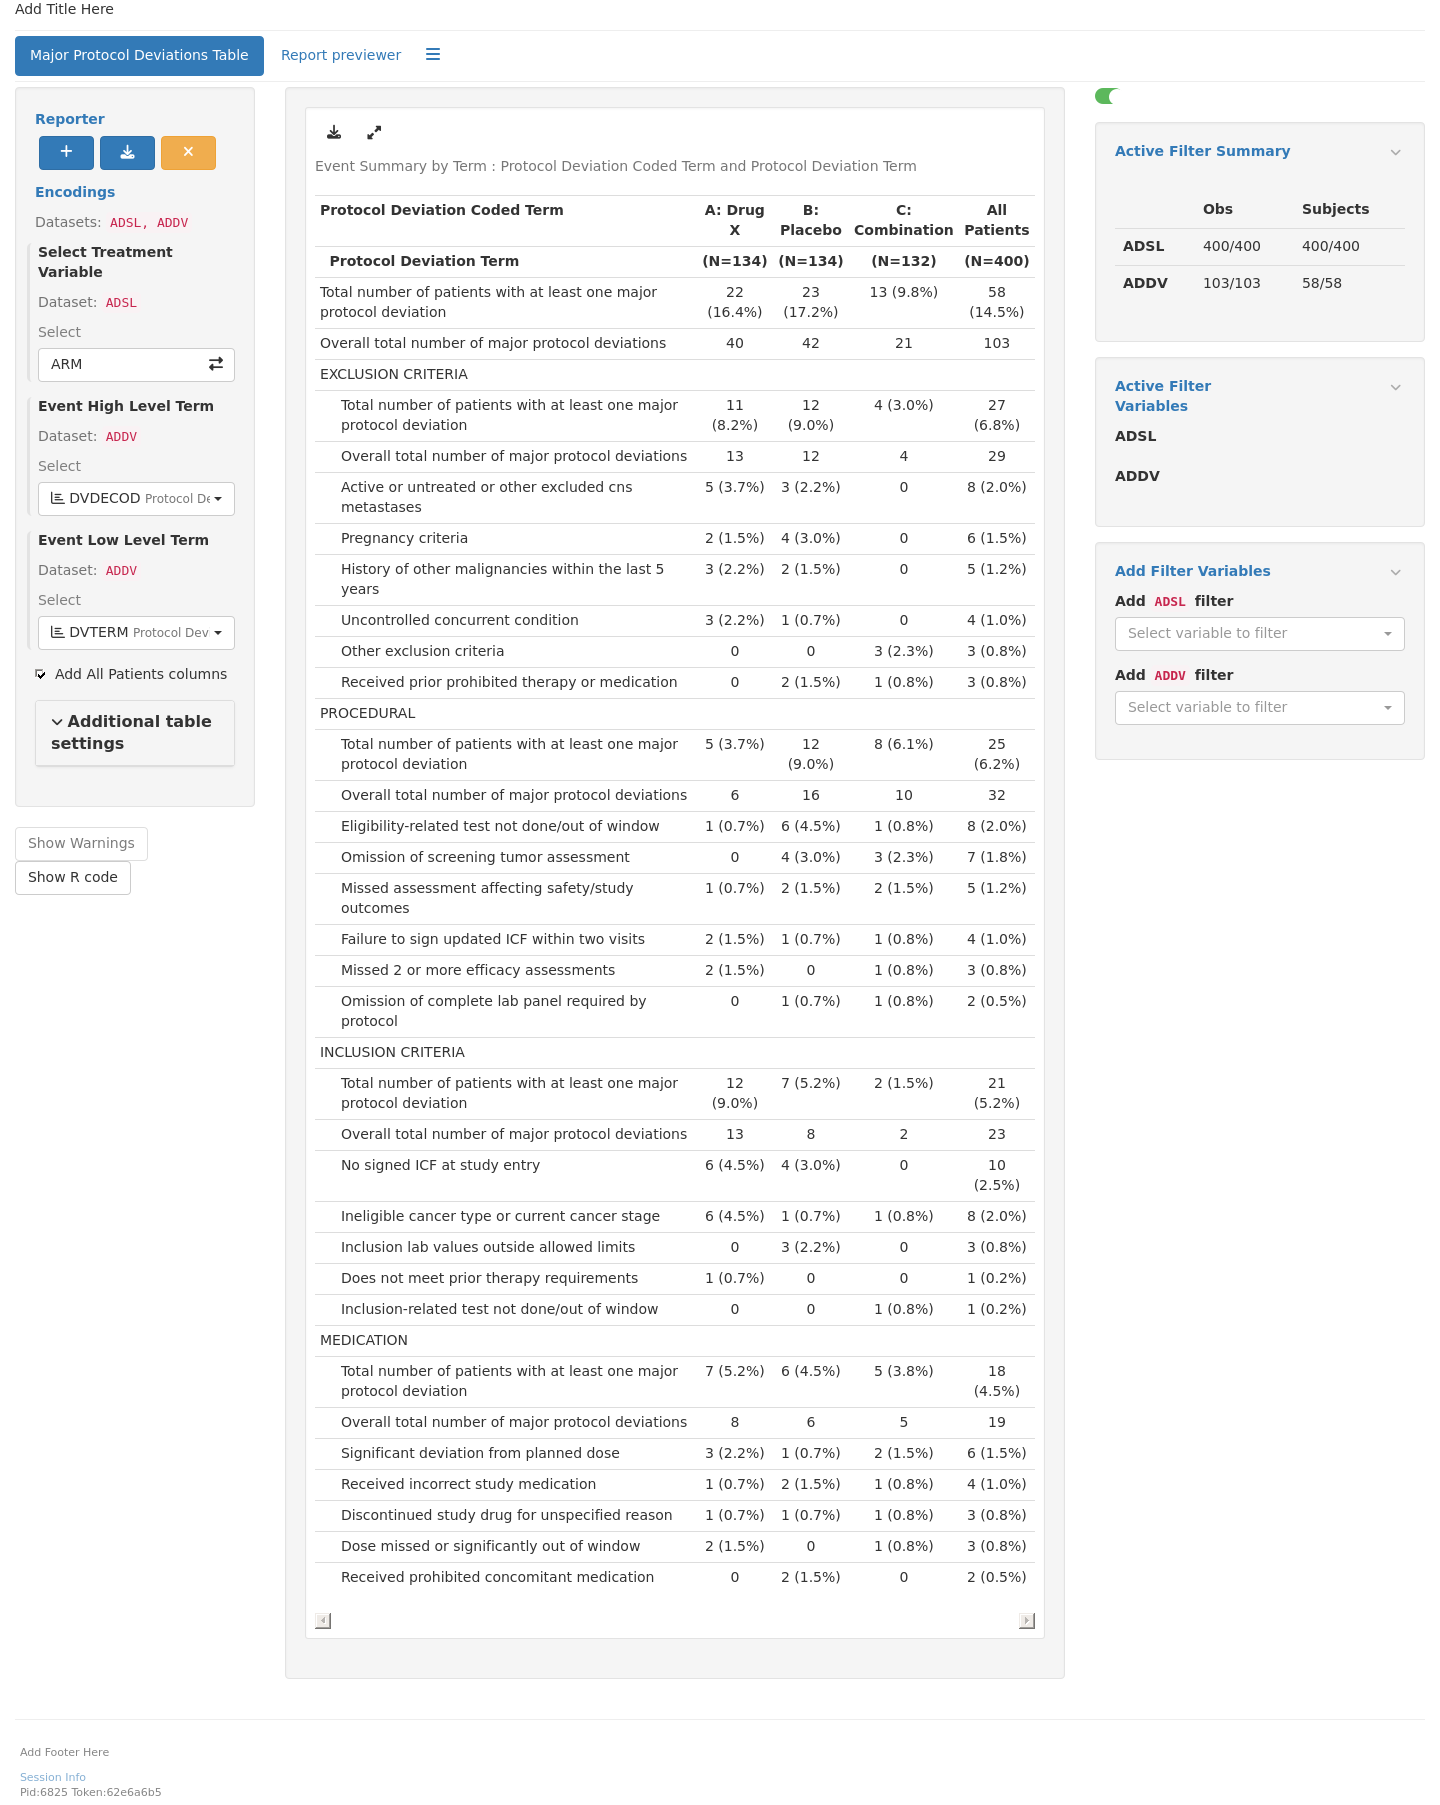 Add Title Here
Major Protocol Deviations Table
Report previewer
Reporter
Encodings
Datasets: ADSL, ADDV
Select Treatment
Variable
Dataset: ADSL
Select
ARM
Event High Level Term
Dataset: ADDV
Select
DVDECOD Protocol De
Event Low Level Term
Dataset: ADDV
Select
DVTERM Protocol Dev
Add All Patients columns
Additional table
settings
Show Warnings
Show R code
Event Summary by Term : Protocol Deviation Coded Term and Protocol Deviation Term
Protocol Deviation Coded Term A: Drug B: C: All
X Placebo Combination Patients
Protocol Deviation Term (N=134) (N=134) (N=132) (N=400)
Total number of patients with at least one major 22 23 13 (9.8%) 58
protocol deviation (16.4%) (17.2%) (14.5%)
Overall total number of major protocol deviations 40 42 21 103
EXCLUSION CRITERIA
Total number of patients with at least one major 11 12 4 (3.0%) 27
protocol deviation (8.2%) (9.0%) (6.8%)
Overall total number of major protocol deviations 13 12 4 29
Active or untreated or other excluded cns 5 (3.7%) 3 (2.2%) 0 8 (2.0%)
metastases
Pregnancy criteria 2 (1.5%) 4 (3.0%) 0 6 (1.5%)
History of other malignancies within the last 5 3 (2.2%) 2 (1.5%) 0 5 (1.2%)
years
Uncontrolled concurrent condition 3 (2.2%) 1 (0.7%) 0 4 (1.0%)
Other exclusion criteria 0 0 3 (2.3%) 3 (0.8%)
Received prior prohibited therapy or medication 0 2 (1.5%) 1 (0.8%) 3 (0.8%)
PROCEDURAL
Total number of patients with at least one major 5 (3.7%) 12 8 (6.1%) 25
protocol deviation (9.0%) (6.2%)
Overall total number of major protocol deviations 6 16 10 32
Eligibility-related test not done/out of window 1 (0.7%) 6 (4.5%) 1 (0.8%) 8 (2.0%)
Omission of screening tumor assessment 0 4 (3.0%) 3 (2.3%) 7 (1.8%)
Missed assessment affecting safety/study 1 (0.7%) 2 (1.5%) 2 (1.5%) 5 (1.2%)
outcomes
Failure to sign updated ICF within two visits 2 (1.5%) 1 (0.7%) 1 (0.8%) 4 (1.0%)
Missed 2 or more efficacy assessments 2 (1.5%) 0 1 (0.8%) 3 (0.8%)
Omission of complete lab panel required by 0 1 (0.7%) 1 (0.8%) 2 (0.5%)
protocol
INCLUSION CRITERIA
Total number of patients with at least one major 12 7 (5.2%) 2 (1.5%) 21
protocol deviation (9.0%) (5.2%)
Overall total number of major protocol deviations 13 8 2 23
No signed ICF at study entry 6 (4.5%) 4 (3.0%) 0 10
(2.5%)
Ineligible cancer type or current cancer stage 6 (4.5%) 1 (0.7%) 1 (0.8%) 8 (2.0%)
Inclusion lab values outside allowed limits 0 3 (2.2%) 0 3 (0.8%)
Does not meet prior therapy requirements 1 (0.7%) 0 0 1 (0.2%)
Inclusion-related test not done/out of window 0 0 1 (0.8%) 1 (0.2%)
MEDICATION
Total number of patients with at least one major 7 (5.2%) 6 (4.5%) 5 (3.8%) 18
protocol deviation (4.5%)
Overall total number of major protocol deviations 8 6 5 19
Significant deviation from planned dose 3 (2.2%) 1 (0.7%) 2 (1.5%) 6 (1.5%)
Received incorrect study medication 1 (0.7%) 2 (1.5%) 1 (0.8%) 4 (1.0%)
Discontinued study drug for unspecified reason 1 (0.7%) 1 (0.7%) 1 (0.8%) 3 (0.8%)
Dose missed or significantly out of window 2 (1.5%) 0 1 (0.8%) 3 (0.8%)
Received prohibited concomitant medication 0 2 (1.5%) 0 2 (0.5%)
Active Filter Summary
Obs Subjects
ADSL 400/400 400/400
ADDV 103/103 58/58
Active Filter
Variables
ADSL
ADDV
Add Filter Variables
Add ADSL filter
Select variable to filter
Add ADDV filter
Select variable to filter
Add Footer Here
Session Info
Pid:6825 Token:62e6a6b5